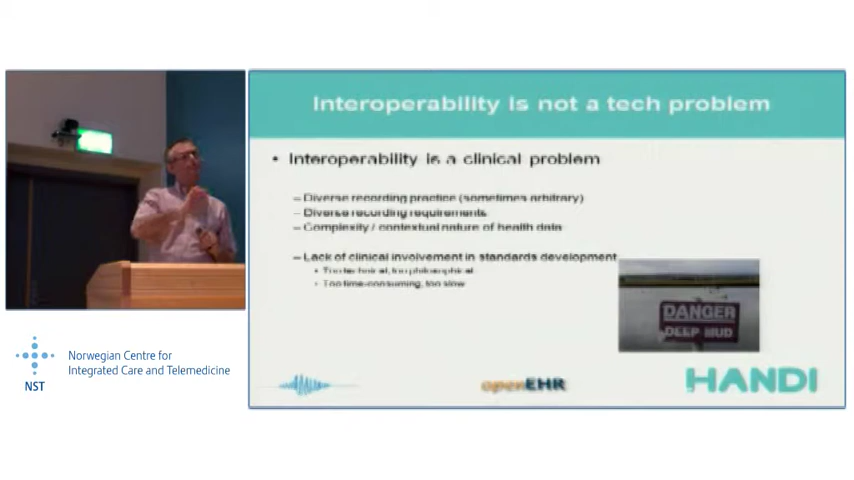 Interoperability is not a tech problem
• Interoperability is a clinical problem
– Diverse recording practice (sometimes arbitrary)
– Diverse recording requirements
– Complexity / contextual nature of health data
– Lack of clinical involvement in standards development
• Too technical, too philosophical
• Too time-consuming, too slow
DANGER
DEEP MUD
openEHR
HANDI
NST
Norwegian Centre for
Integrated Care and Telemedicine